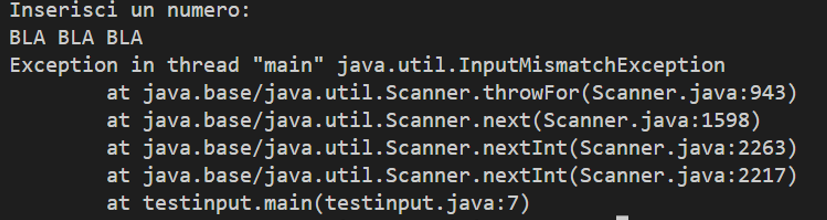 Inserisci un numero:
BLA BLA BLA
Exception in thread "main" java.util.InputMismatchException
        at java.base/java.util.Scanner.throwFor(Scanner.java:943)
        at java.base/java.util.Scanner.next(Scanner.java:1598)
        at java.base/java.util.Scanner.nextInt(Scanner.java:2263)
        at java.base/java.util.Scanner.nextInt(Scanner.java:2217)
        at testinput.main(testinput.java:7)